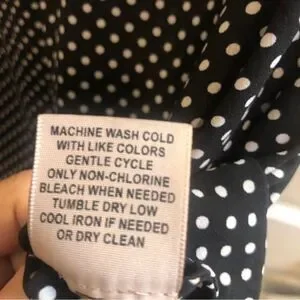 MACHINE WASH COLD
WITH LIKE COLORS
GENTLE CYCLE
ONLY NON-CHLORINE
BLEACH WHEN NEEDED
TUMBLE DRY LOW
COOL IRON IF NEEDED
OR DRY CLEAN